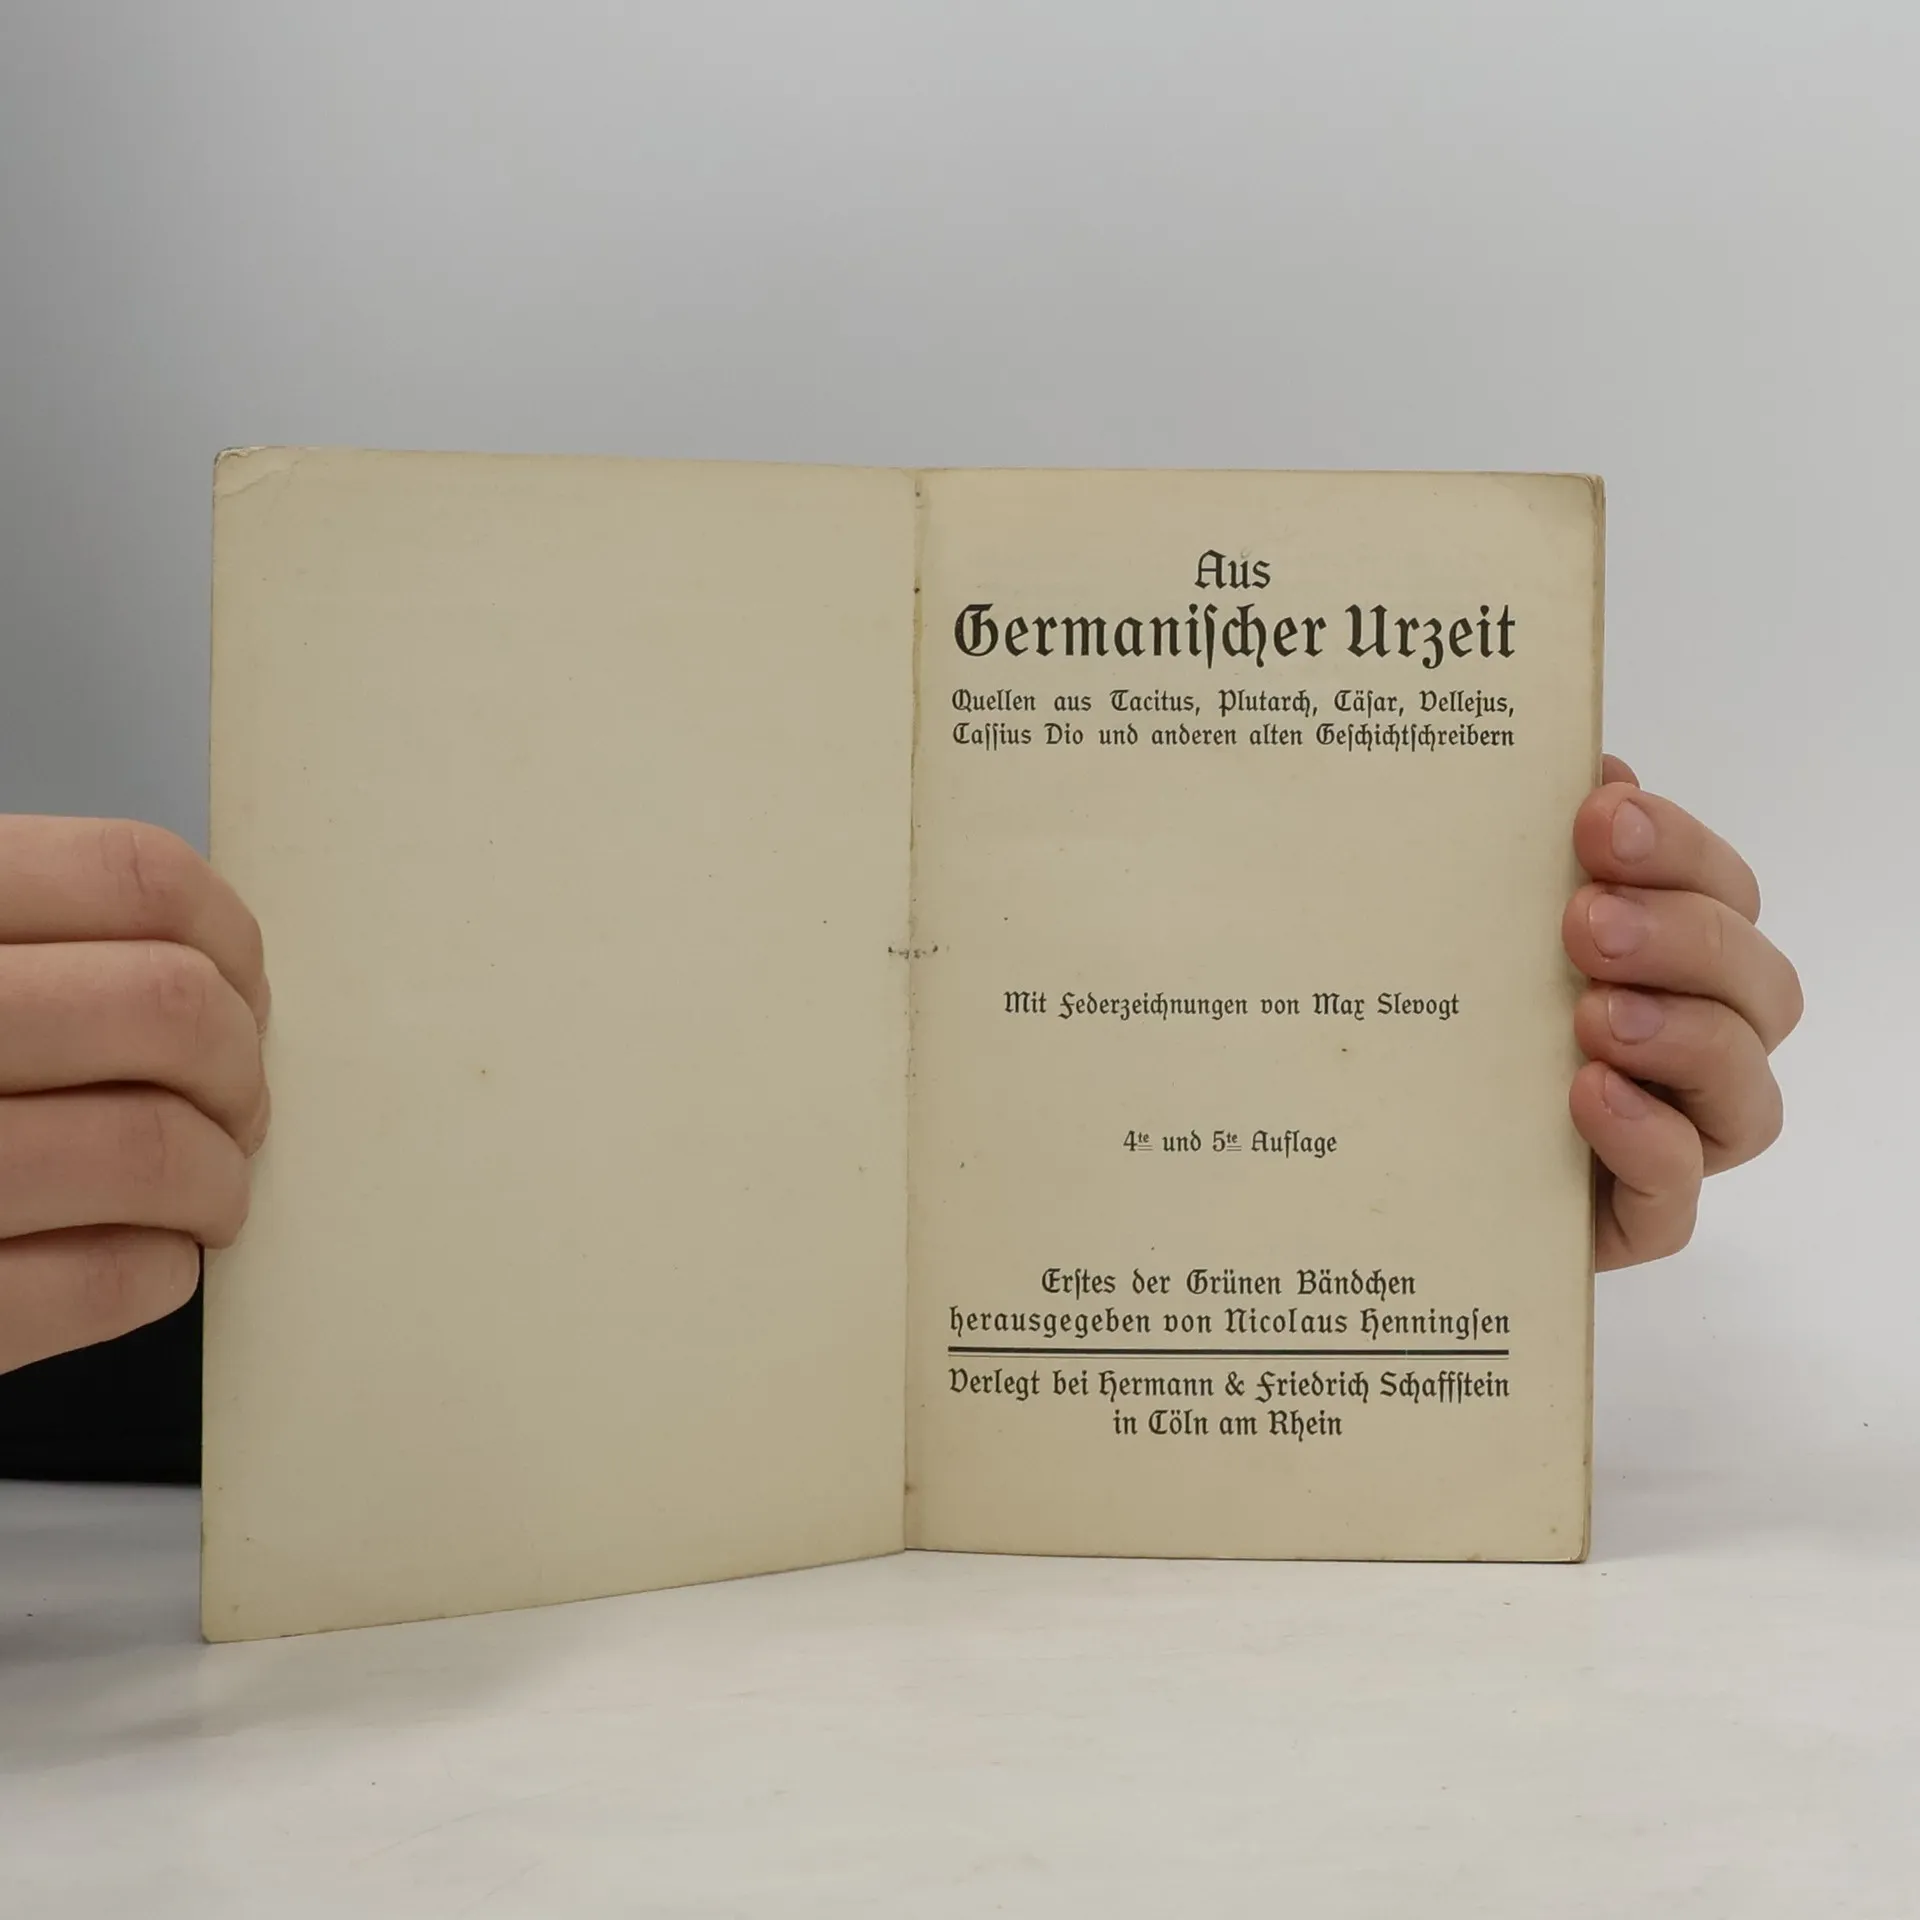 Aus
Germaniſcher Urzeit
Quellen aus Tacitus, Plutarch, Cäſar, Vellejus,
Caſſius Dio und anderen alten Geſchichtſchreibern
Mit Federzeichnungen von Max Slevogt
4te und 5te Auflage
Erſtes der Grünen Bändchen
herausgegeben von Nicolaus Henningſen
Verlegt bei Hermann & Friedrich Schaffſtein
in Cöln am Rhein